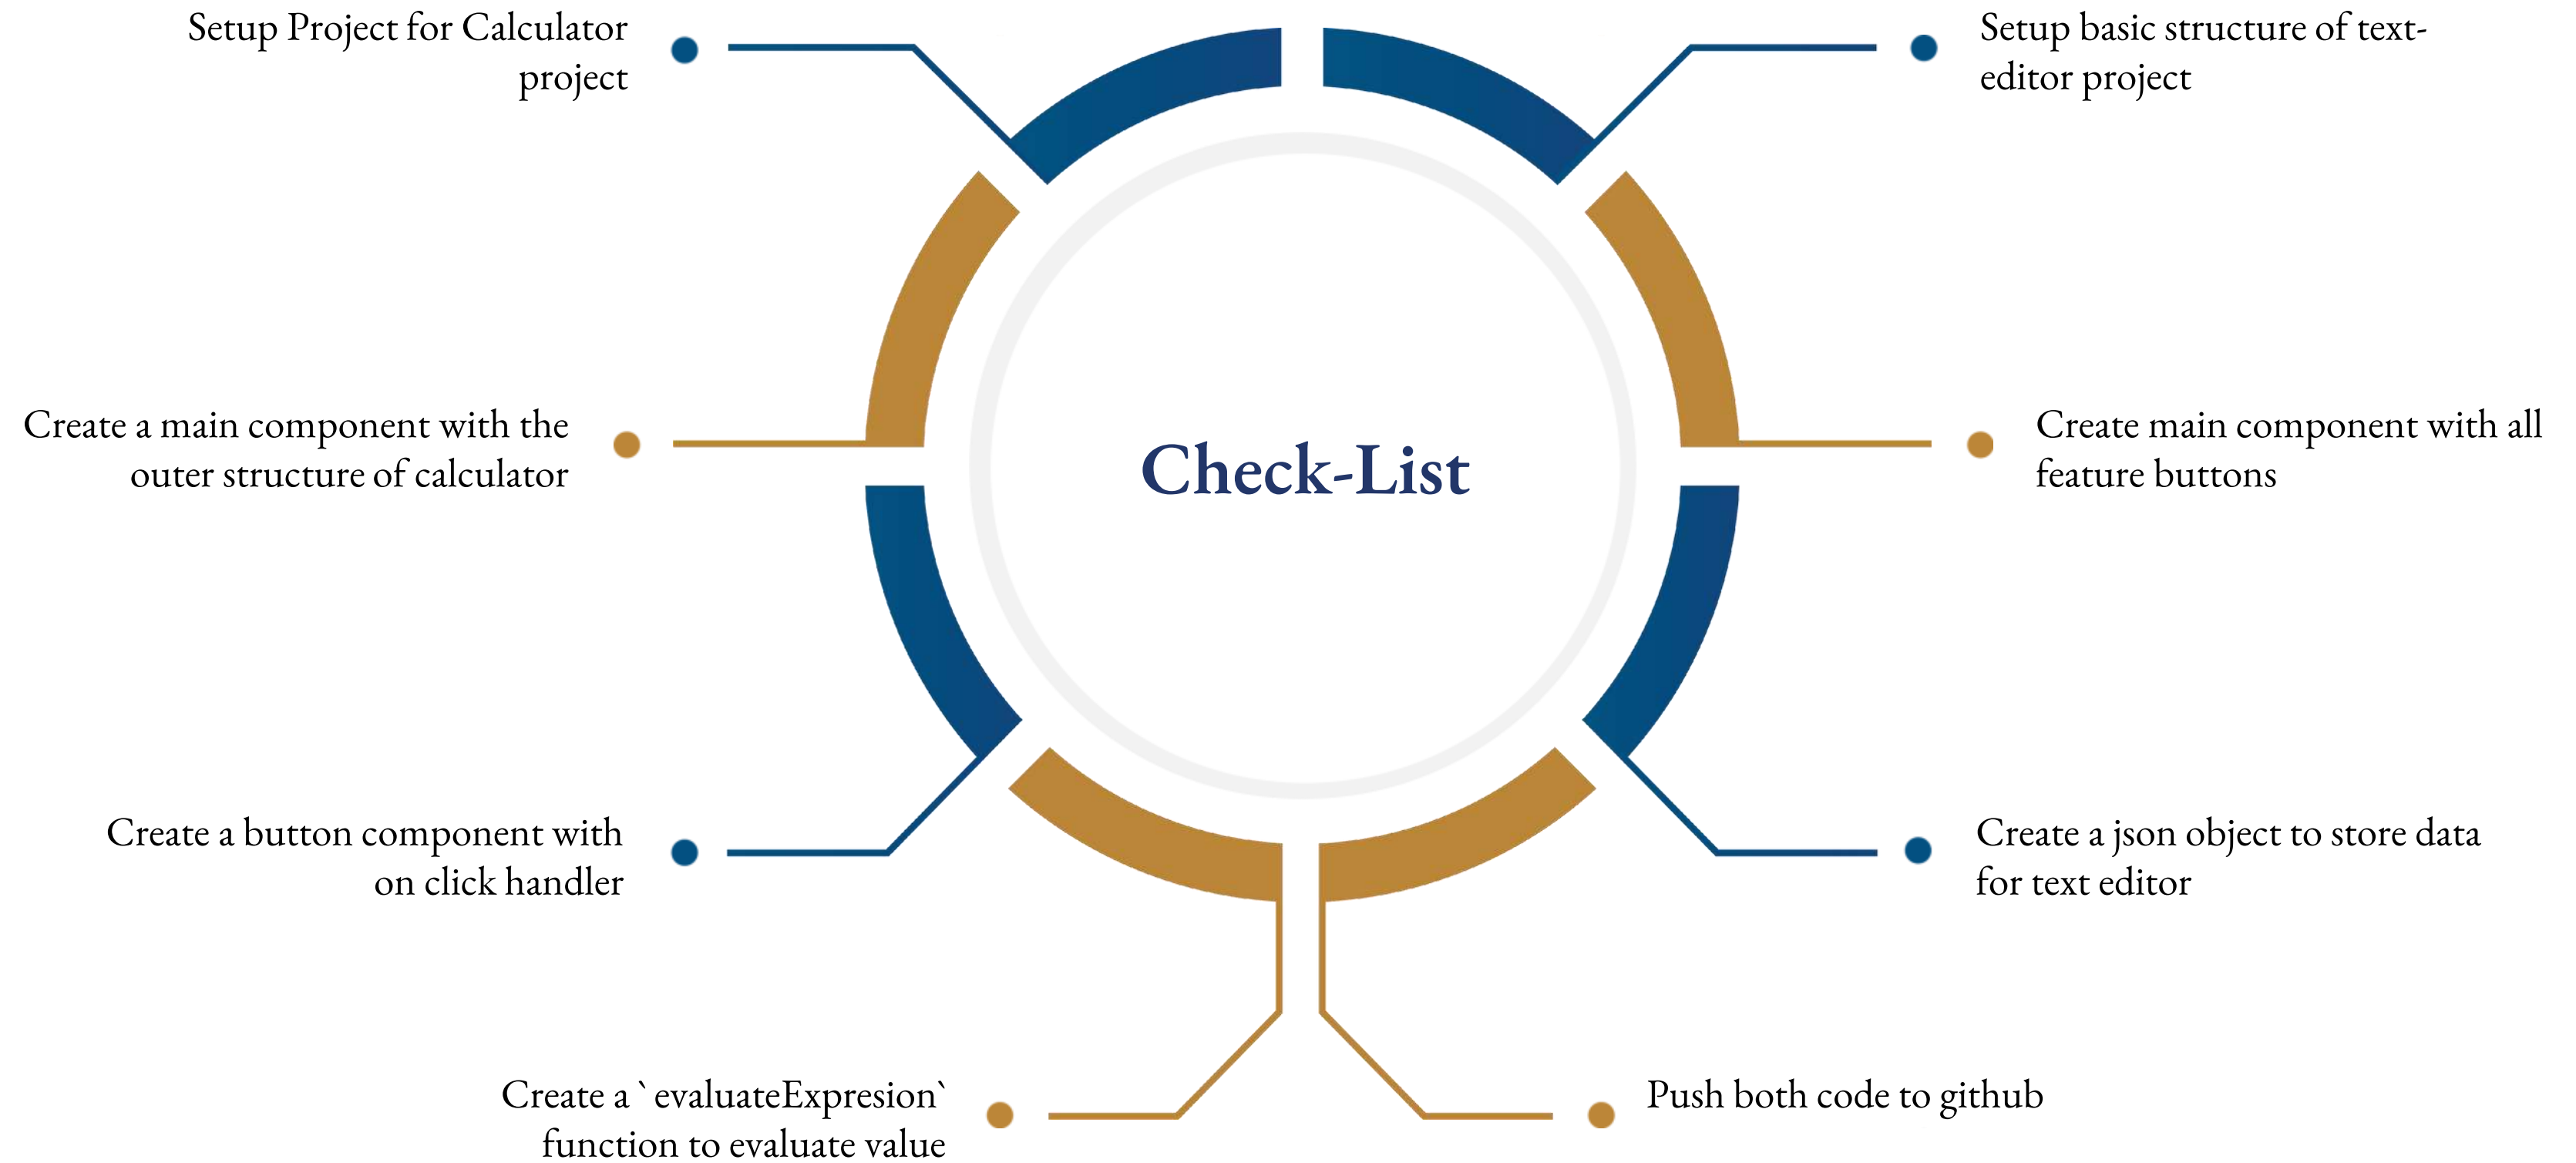 Setup Project for Calculator
project
Create a main component with the
outer structure of calculator
Create a button component with
on click handler
Create a `evaluateExpresion`
function to evaluate value
Check-List
Setup basic structure of text-
editor project
Create main component with all
feature buttons
Create a json object to store data
for text editor
Push both code to github